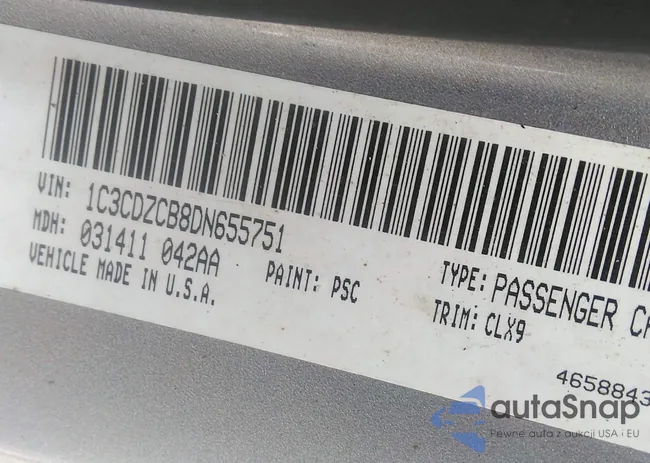 VIN: 1C3CDZCB8DN655751
MDH: 031411 042AA
VEHICLE MADE IN U.S.A.
PAINT: PSC
TYPE: PASSENGER
TRIM: CLX9
4658843
autaSnap
Pewne auta z aukcji USA i EU